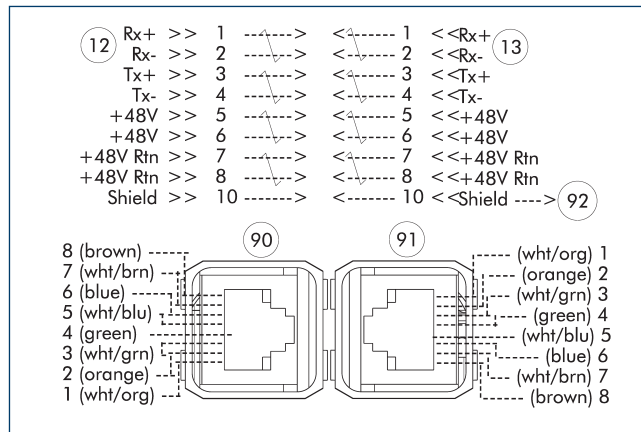 12 Rx+ >> 1 -----> <----- 1 <<Rx+ 13
Rx- >> 2 -----> <----- 2 <<Rx-
Tx+ >> 3 -----> <----- 3 <<Tx+
Tx- >> 4 -----> <----- 4 <<Tx-
+48V >> 5 -----> <----- 5 <<+48V
+48V >> 6 -----> <----- 6 <<+48V
+48V Rtn >> 7 -----> <----- 7 <<+48V Rtn
+48V Rtn >> 8 -----> <----- 8 <<+48V Rtn
Shield >> 10 -----> <----- 10 <<Shield ----> 92
90 91
8 (brown)
7 (wht/brn)
6 (blue)
5 (wht/blu)
4 (green)
3 (wht/grn)
2 (orange)
1 (wht/org)
(wht/org) 1
(orange) 2
(wht/grn) 3
(green) 4
(wht/blu) 5
(blue) 6
(wht/brn) 7
(brown) 8